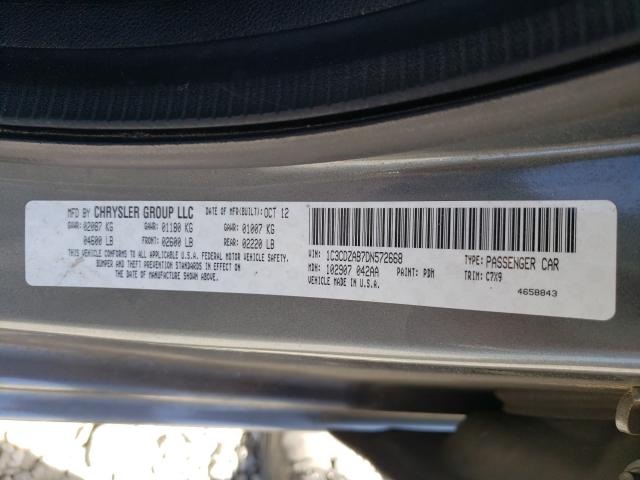 MFD BY CHRYSLER GROUP LLC DATE OF MFR(BUILT): OCT 12
GVWR: 02087 KG GAWR: 01180 KG GAWR: 01007 KG
04600 LB FRONT: 02600 LB REAR: 02220 LB
THIS VEHICLE CONFORMS TO ALL APPLICABLE U.S.A. FEDERAL MOTOR VEHICLE SAFETY,
BUMPER AND THEFT PREVENTION STANDARDS IN EFFECT ON
THE DATE OF MANUFACTURE SHOWN ABOVE.
VIN: 1C3CDZAB7DN572668 TYPE: PASSENGER CAR
MDH: 102907 042AA PAINT: PDM TRIM: C7X9
VEHICLE MADE IN U.S.A.
4658843